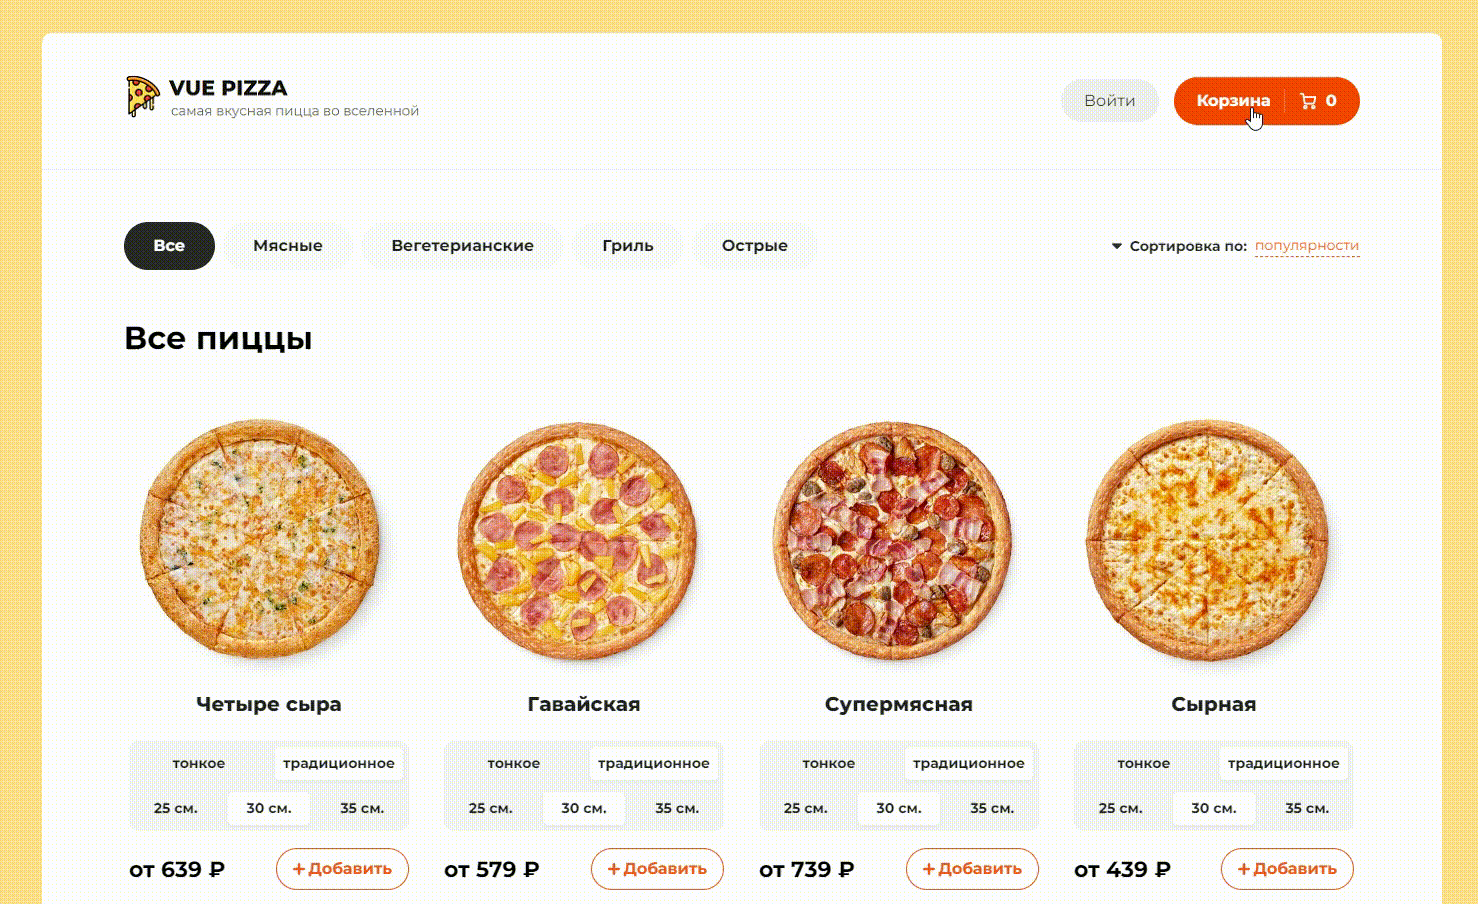 VUE PIZZA
самая вкусная пицца во вселенной
Войти
Корзина 0
Все Мясные Вегетерианские Гриль Острые
Сортировка по: популярности
Все пиццы
Четыре сыра Гавайская Супермясная Сырная
тонкое традиционное тонкое традиционное тонкое традиционное тонкое традиционное
25 см. 30 см. 35 см. 25 см. 30 см. 35 см. 25 см. 30 см. 35 см. 25 см. 30 см. 35 см.
от 639 ₽ + Добавить от 579 ₽ + Добавить от 739 ₽ + Добавить от 439 ₽ + Добавить